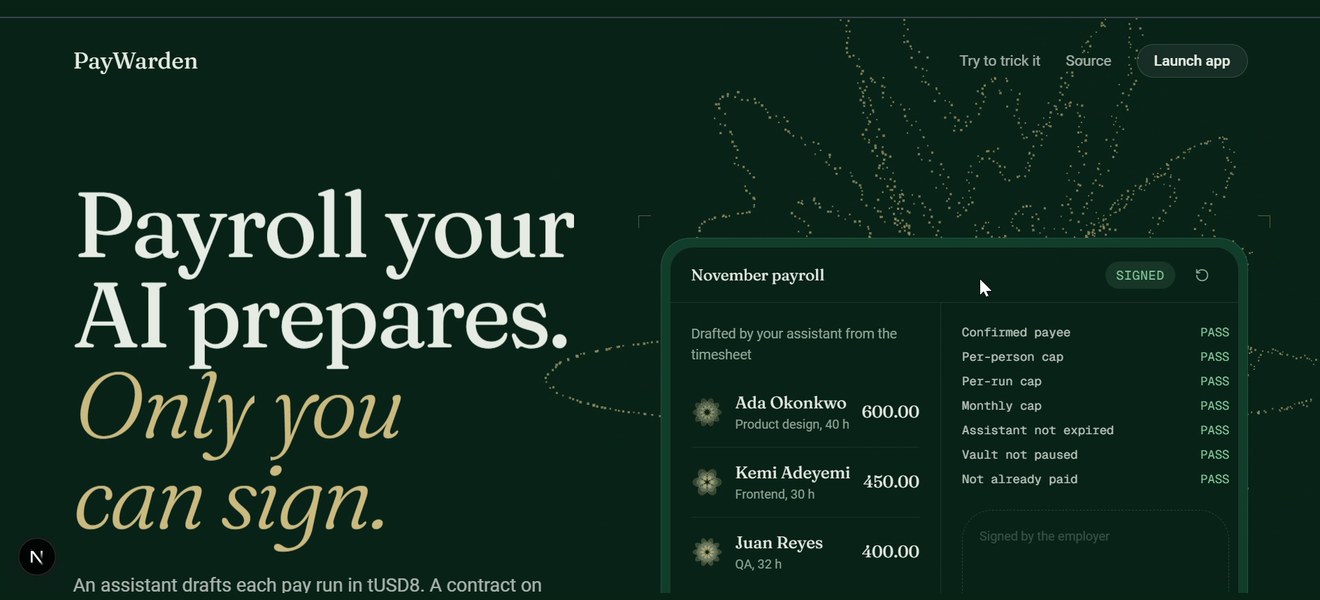 PayWarden
Try to trick it
Source
Launch app
Payroll your
AI prepares.
Only you
can sign.
An assistant drafts each pay run in tUSD8. A contract on
November payroll
SIGNED
Drafted by your assistant from the
timesheet
Ada Okonkwo 600.00
Product design, 40 h
Kemi Adeyemi 450.00
Frontend, 30 h
Juan Reyes 400.00
QA, 32 h
Confirmed payee PASS
Per-person cap PASS
Per-run cap PASS
Monthly cap PASS
Assistant not expired PASS
Vault not paused PASS
Not already paid PASS
Signed by the employer
N